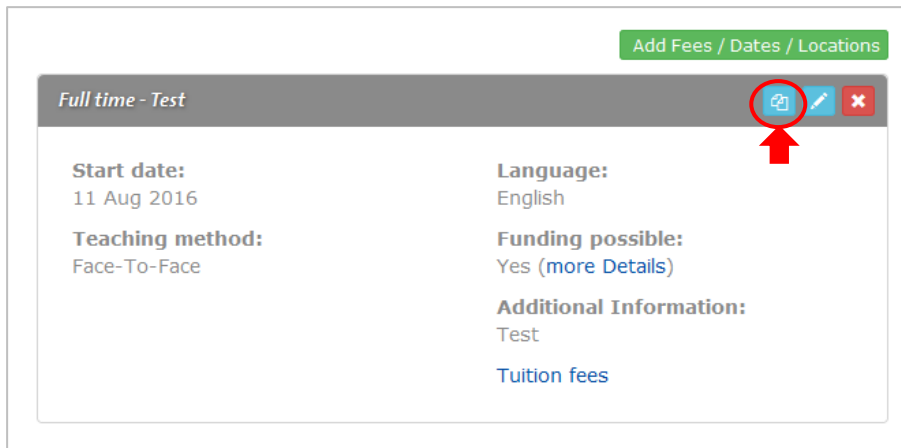 Add Fees / Dates / Locations
Full time - Test
Start date:
11 Aug 2016
Teaching method:
Face-To-Face
Language:
English
Funding possible:
Yes (more Details)
Additional Information:
Test
Tuition fees